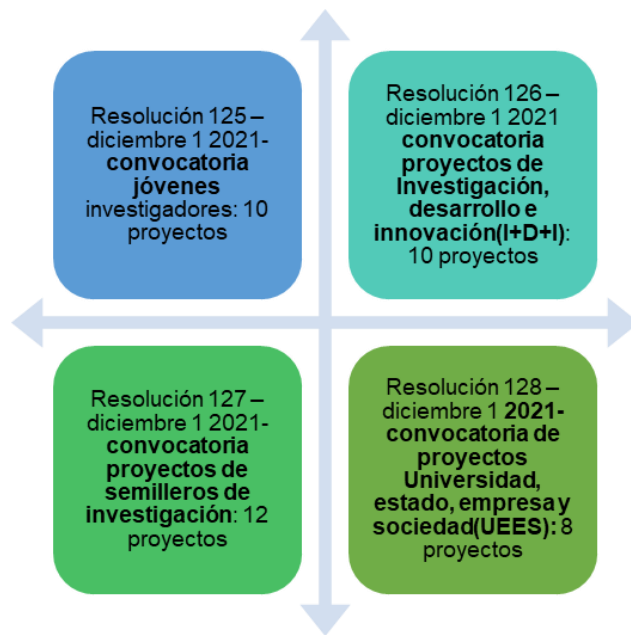 Resolución 125 –
diciembre 1 2021-
convocatoria
jóvenes
investigadores: 10
proyectos
Resolución 126 –
diciembre 1 2021
convocatoria
proyectos de
Investigación,
desarrollo e
innovación(I+D+I):
10 proyectos
Resolución 127 –
diciembre 1 2021-
convocatoria
proyectos de
semilleros de
investigación: 12
proyectos
Resolución 128 –
diciembre 1 2021-
convocatoria de
proyectos
Universidad,
estado, empresa y
sociedad(UEES): 8
proyectos